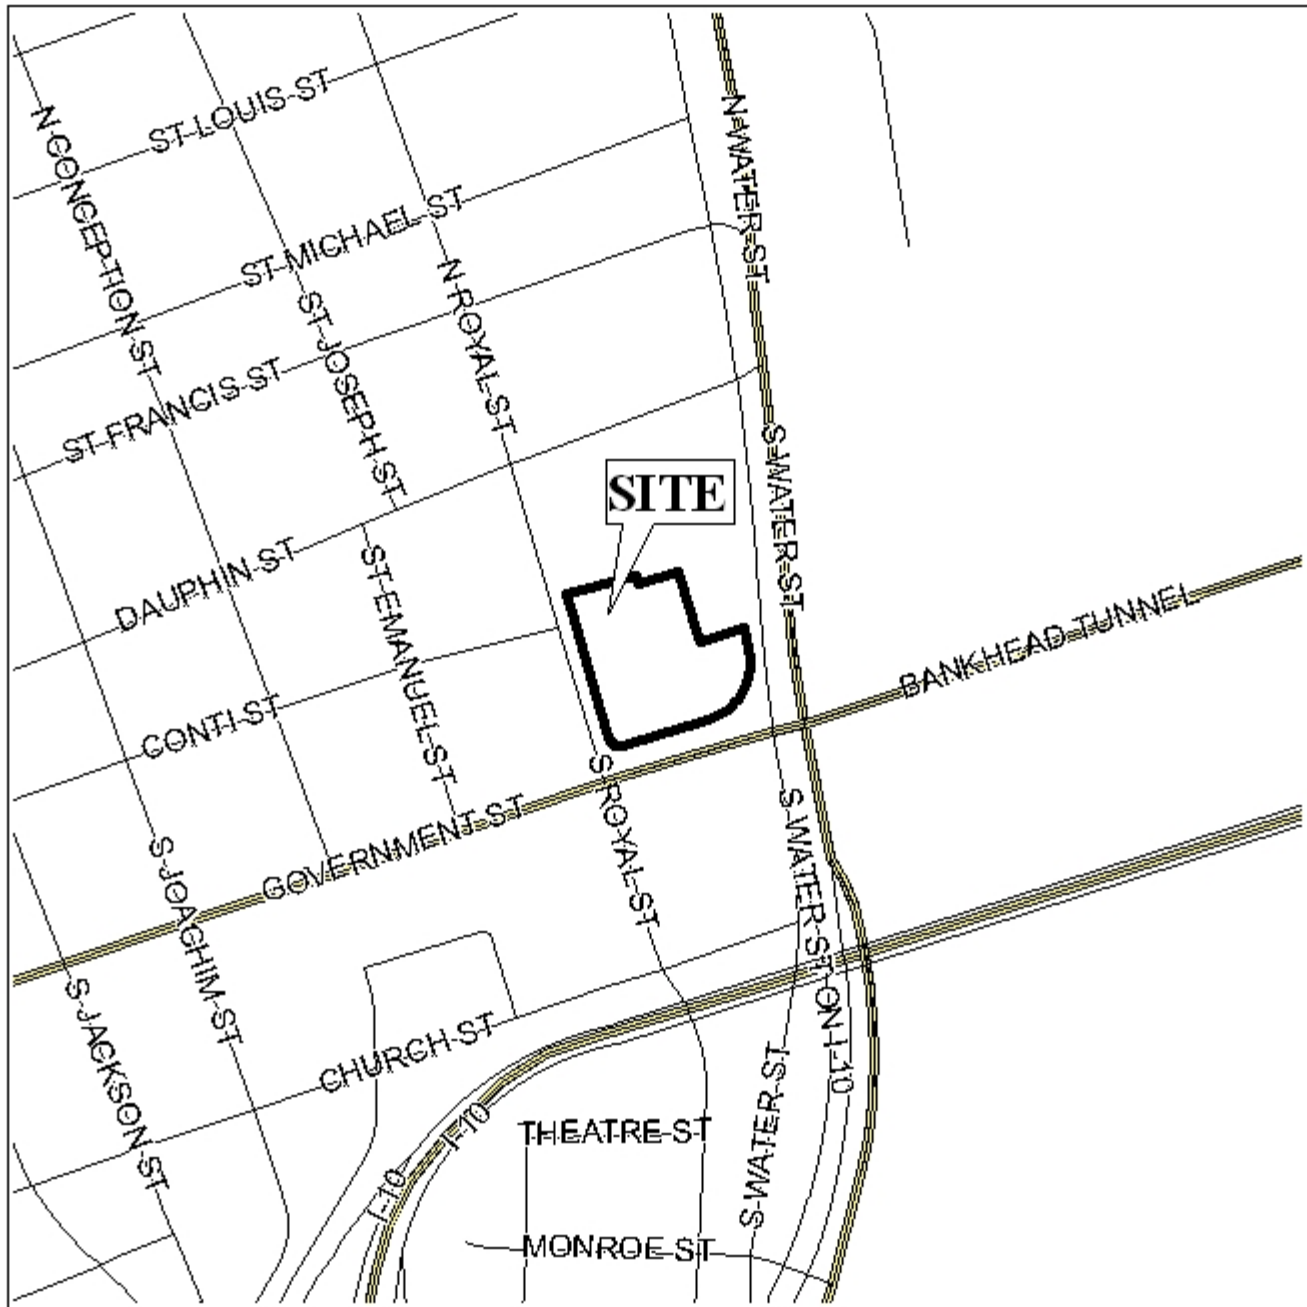 ST LOUIS ST
N WATER ST
N CONCEPTION ST
ST MICHAEL ST
N ROYAL ST
ST JOSEPH ST
ST FRANCIS ST
S WATER ST
SITE
DAUPHIN ST
ST EMANUEL ST
BANKHEAD TUNNEL
CONTI ST
S ROYAL ST
GOVERNMENT ST
S WATER ST
S JOACHIM ST
ON I-10
S JACKSON ST
CHURCH ST
I-10
THEATRE ST
S WATER ST
I-10
MONROE ST